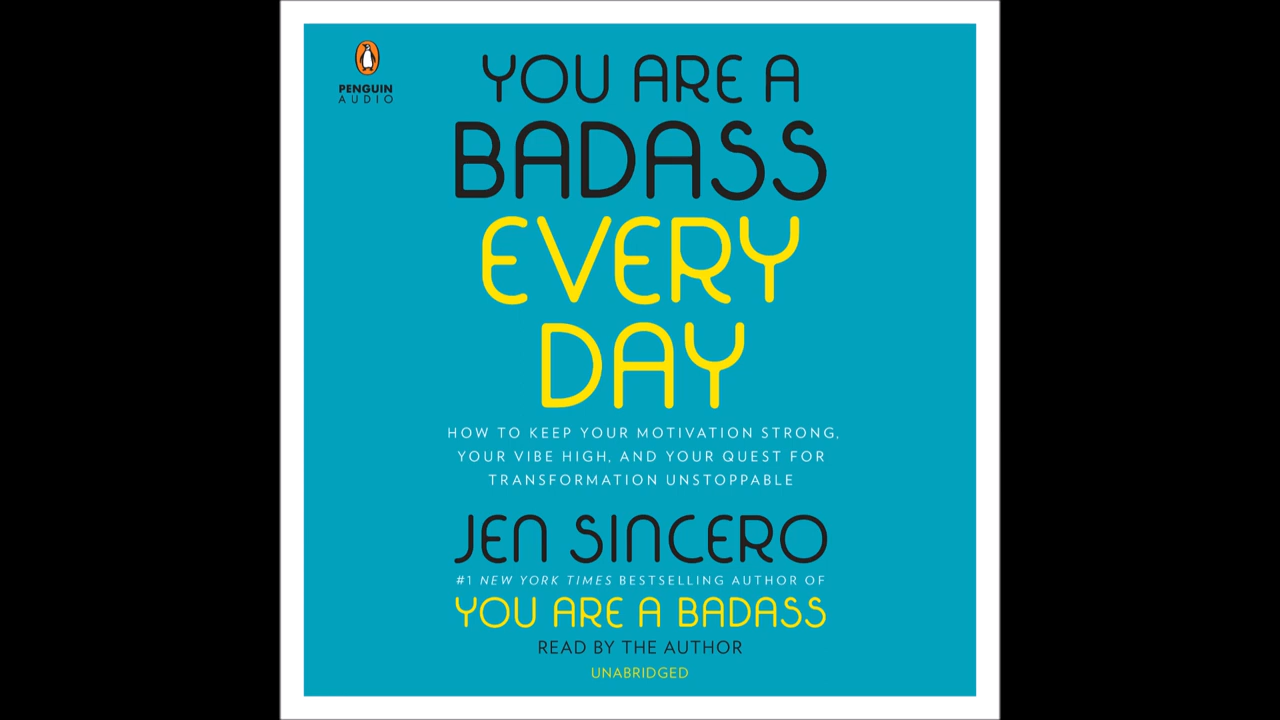 PENGUIN
AUDIO
YOU ARE A
BADASS
EVERY
DAY
HOW TO KEEP YOUR MOTIVATION STRONG,
YOUR VIBE HIGH, AND YOUR QUEST FOR
TRANSFORMATION UNSTOPPABLE
JEN SINCERO
#1 NEW YORK TIMES BESTSELLING AUTHOR OF
YOU ARE A BADASS
READ BY THE AUTHOR
UNABRIDGED